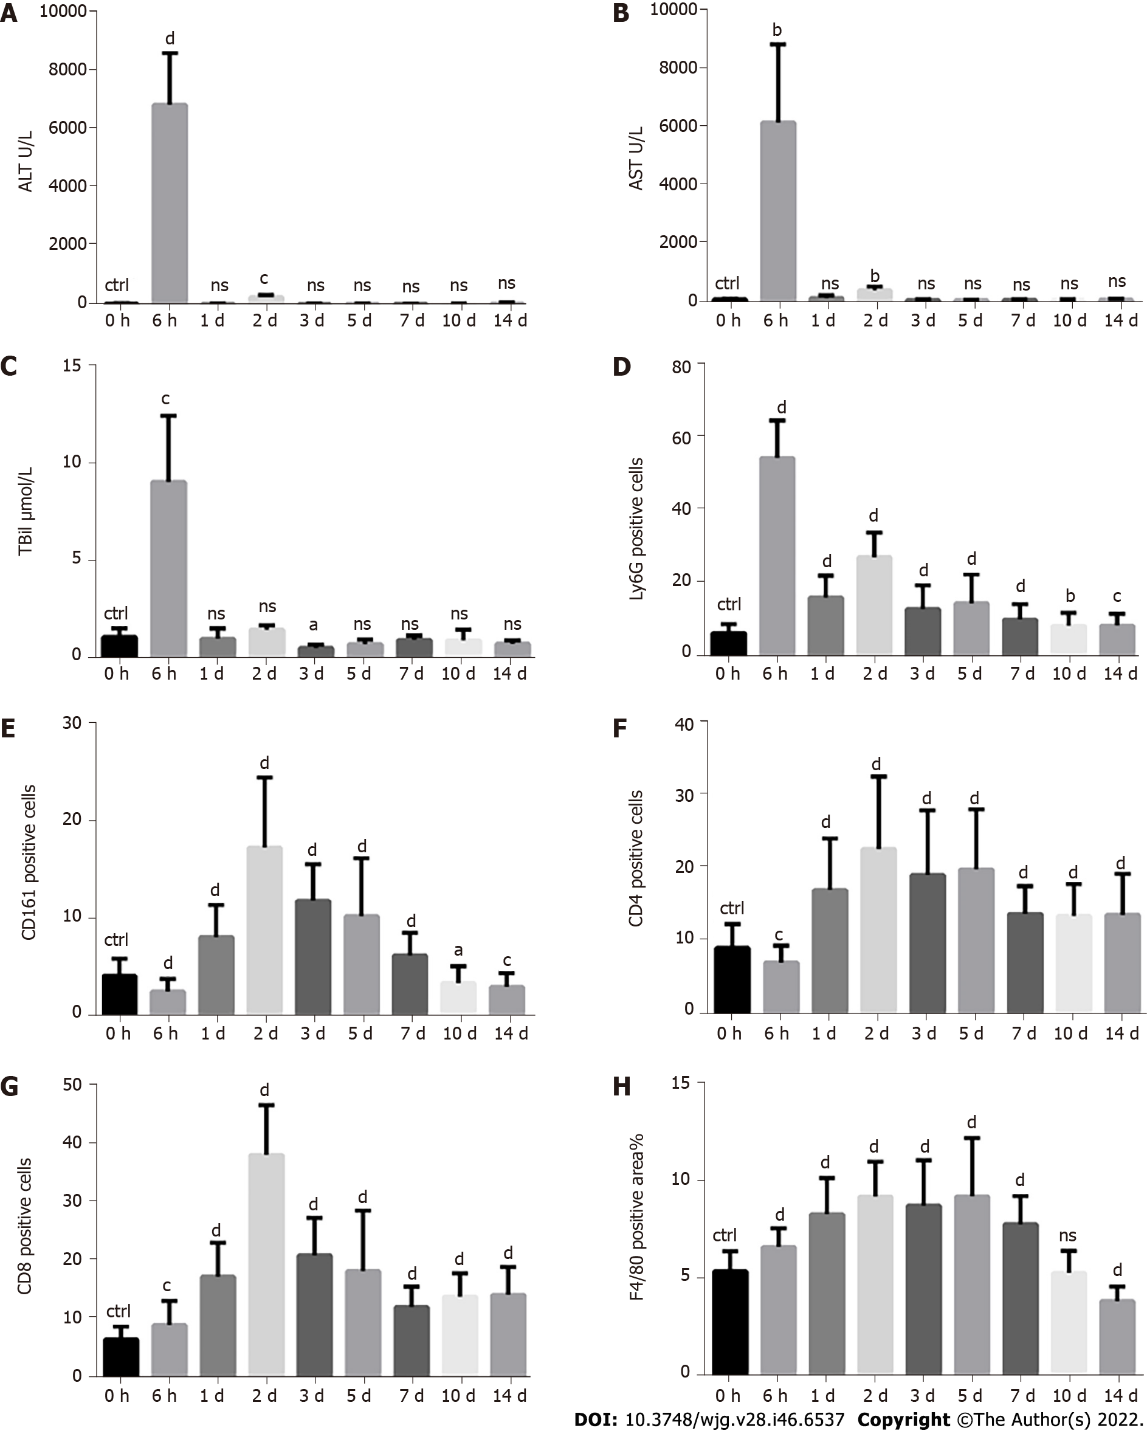 A
ALT U/L
10000
8000
6000
4000
2000
0
ctrl d ns c ns ns ns ns ns
0 h 6 h 1 d 2 d 3 d 5 d 7 d 10 d 14 d
B
AST U/L
10000
8000
6000
4000
2000
0
ctrl b ns b ns ns ns ns ns
0 h 6 h 1 d 2 d 3 d 5 d 7 d 10 d 14 d
C
TBil μmol/L
15
10
5
0
ctrl c ns ns a ns ns ns ns
0 h 6 h 1 d 2 d 3 d 5 d 7 d 10 d 14 d
D
Ly6G positive cells
80
60
40
20
0
ctrl d d d d d d b c
0 h 6 h 1 d 2 d 3 d 5 d 7 d 10 d 14 d
E
CD161 positive cells
30
20
10
0
ctrl d d d d d d a c
0 h 6 h 1 d 2 d 3 d 5 d 7 d 10 d 14 d
F
CD4 positive cells
40
30
20
10
0
ctrl c d d d d d d d
0 h 6 h 1 d 2 d 3 d 5 d 7 d 10 d 14 d
G
CD8 positive cells
50
40
30
20
10
0
ctrl c d d d d d d d
0 h 6 h 1 d 2 d 3 d 5 d 7 d 10 d 14 d
H
F4/80 positive area%
15
10
5
0
ctrl d d d d d d ns d
0 h 6 h 1 d 2 d 3 d 5 d 7 d 10 d 14 d
DOI: 10.3748/wjg.v28.i46.6537 Copyright ©The Author(s) 2022.